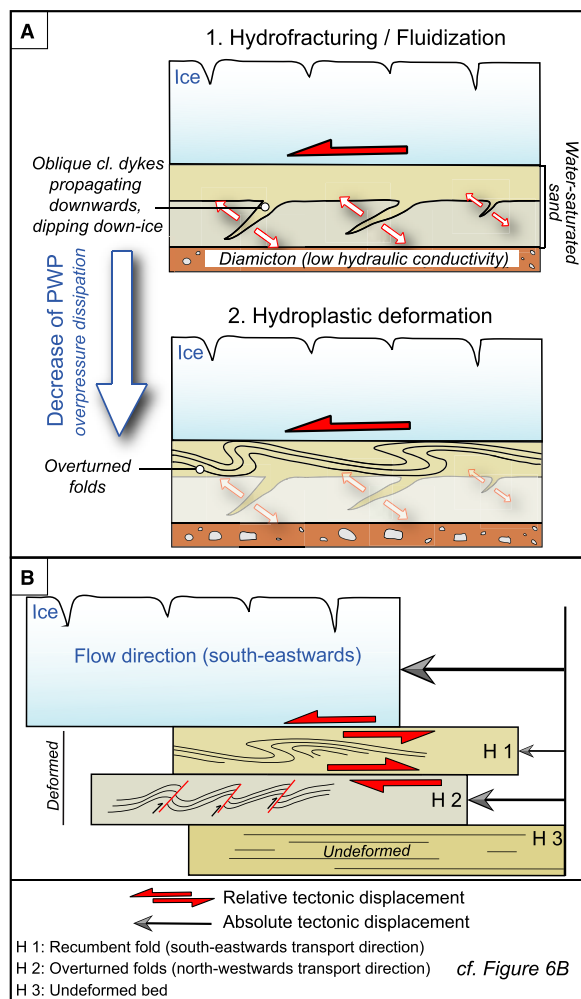 A
1. Hydrofracturing / Fluidization
Ice
Oblique cl. dykes
propagating
downwards,
dipping down-ice
Water-saturated
sand
Diamicton (low hydraulic conductivity)
Decrease of PWP
overpressure dissipation
2. Hydroplastic deformation
Ice
Overturned
folds
B
Ice
Flow direction (south-eastwards)
Deformed
H 1
H 2
H 3
Undeformed
Relative tectonic displacement
Absolute tectonic displacement
H 1: Recumbent fold (south-eastwards transport direction)
H 2: Overturned folds (north-westwards transport direction)
H 3: Undeformed bed
cf. Figure 6B